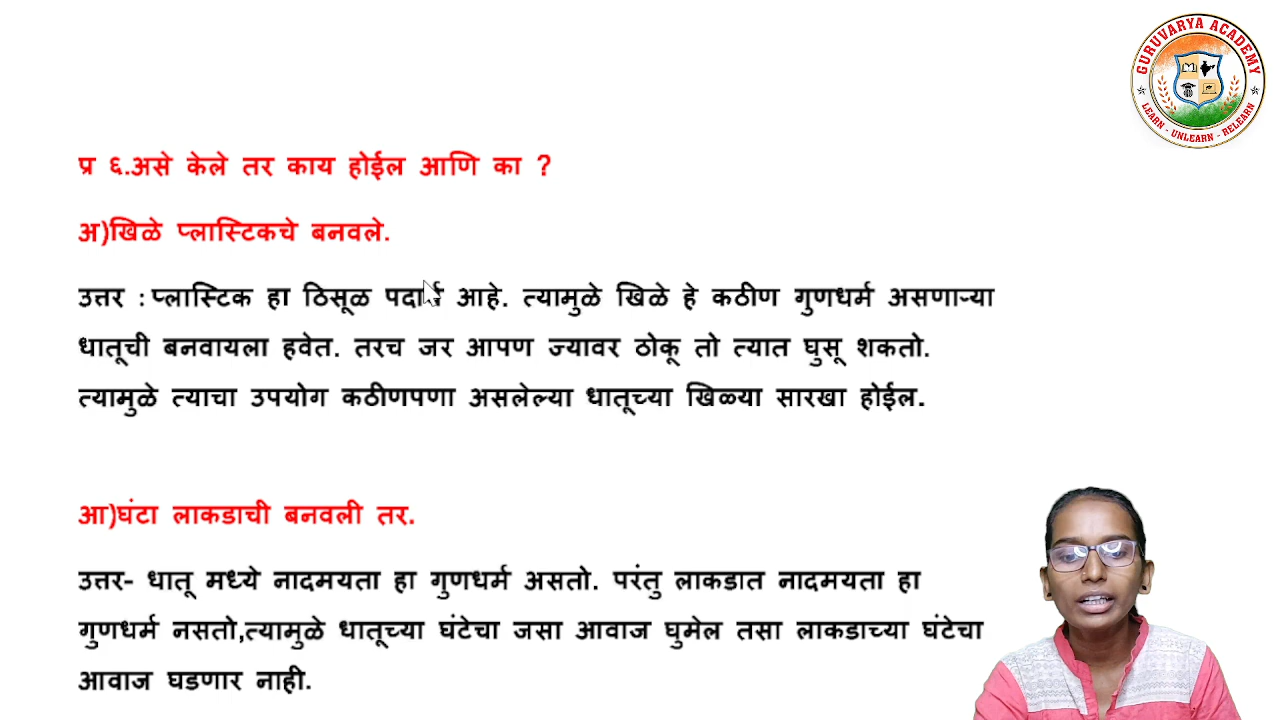 GURUVARYA ACADEMY
LEARN - UNLEARN - RELEARN
प्र ६.असे केले तर काय होईल आणि का ?
अ)खिळे प्लास्टिकचे बनवले.
उत्तर : प्लास्टिक हा ठिसूळ पदार्थ आहे. त्यामुळे खिळे हे कठीण गुणधर्म असणाऱ्या
धातूची बनवायला हवेत. तरच जर आपण ज्यावर ठोकू तो त्यात घुसू शकतो.
त्यामुळे त्याचा उपयोग कठीणपणा असलेल्या धातूच्या खिळ्या सारखा होईल.
आ)घंटा लाकडाची बनवली तर.
उत्तर- धातू मध्ये नादमयता हा गुणधर्म असतो. परंतु लाकडात नादमयता हा
गुणधर्म नसतो,त्यामुळे धातूच्या घंटेचा जसा आवाज घुमेल तसा लाकडाच्या घंटेचा
आवाज घडणार नाही.